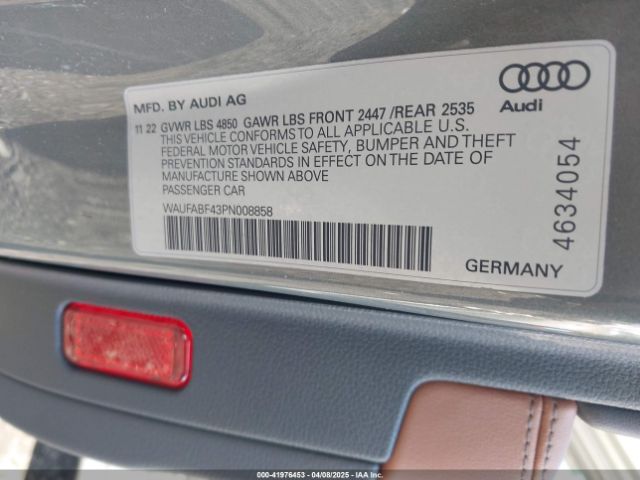 MFD. BY AUDI AG
11 22 GVWR LBS 4850 GAWR LBS FRONT 2447 /REAR 2535
THIS VEHICLE CONFORMS TO ALL APPLICABLE U.S.
FEDERAL MOTOR VEHICLE SAFETY, BUMPER AND THEFT
PREVENTION STANDARDS IN EFFECT ON THE DATE OF
MANUFACTURE SHOWN ABOVE
PASSENGER CAR
WAUFABF43PN008858
Audi
4634054
GERMANY
000-41976453 - 04/08/2025 - IAAI.com